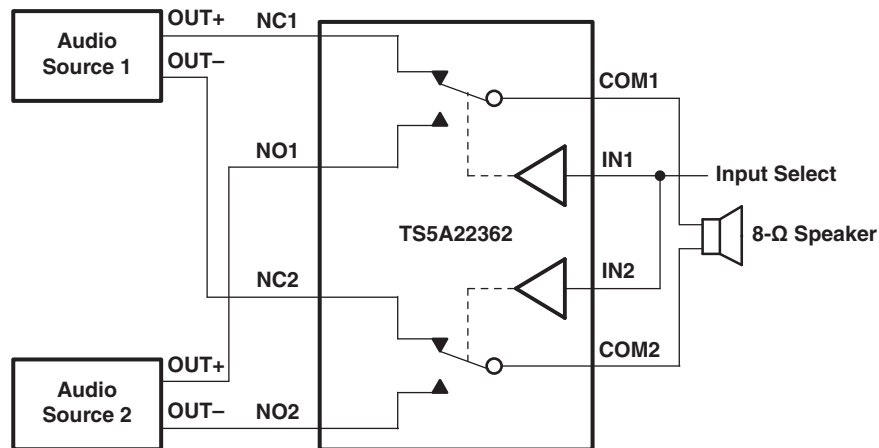 OUT+
NC1
Audio
Source 1
OUT–
COM1
NO1
IN1
Input Select
TS5A22362
8-Ω Speaker
IN2
NC2
COM2
OUT+
Audio
Source 2
OUT–
NO2